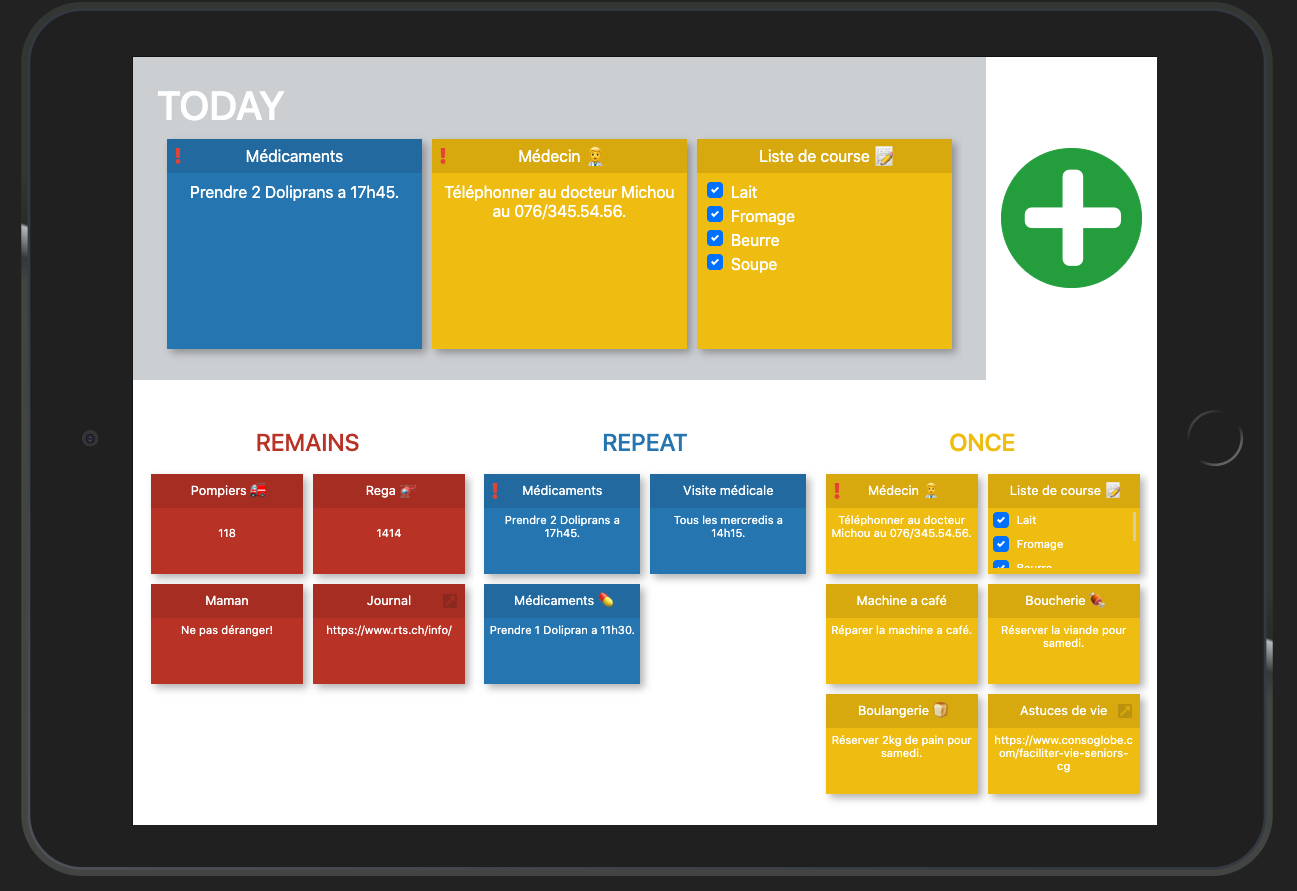 TODAY
❗ Médicaments
Prendre 2 Doliprans a 17h45.
❗ Médecin 👨‍⚕️
Téléphonner au docteur Michou
au 076/345.54.56.
Liste de course 📝
Lait
Fromage
Beurre
Soupe
REMAINS
Pompiers 🚒
118
Rega 🚁
1414
Maman
Ne pas déranger!
Journal
https://www.rts.ch/info/
REPEAT
❗ Médicaments
Prendre 2 Doliprans a
17h45.
Visite médicale
Tous les mercredis a
14h15.
Médicaments 💊
Prendre 1 Dolipran a 11h30.
ONCE
❗ Médecin 👨‍⚕️
Téléphonner au docteur
Michou au 076/345.54.56.
Liste de course 📝
Lait
Fromage
Beurre
Machine a café
Réparer la machine a café.
Boucherie 🍖
Réserver la viande pour
samedi.
Boulangerie 🍞
Réserver 2kg de pain pour
samedi.
Astuces de vie
https://www.consoglobe.c
om/faciliter-vie-seniors-
cg